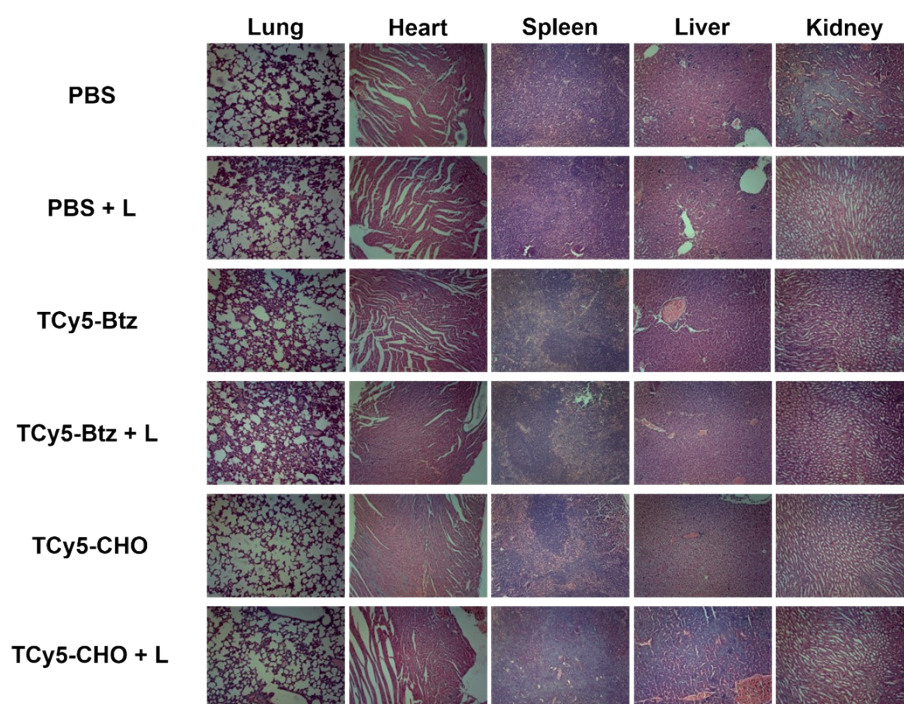 Lung Heart Spleen Liver Kidney
PBS
PBS + L
TCy5-Btz
TCy5-Btz + L
TCy5-CHO
TCy5-CHO + L